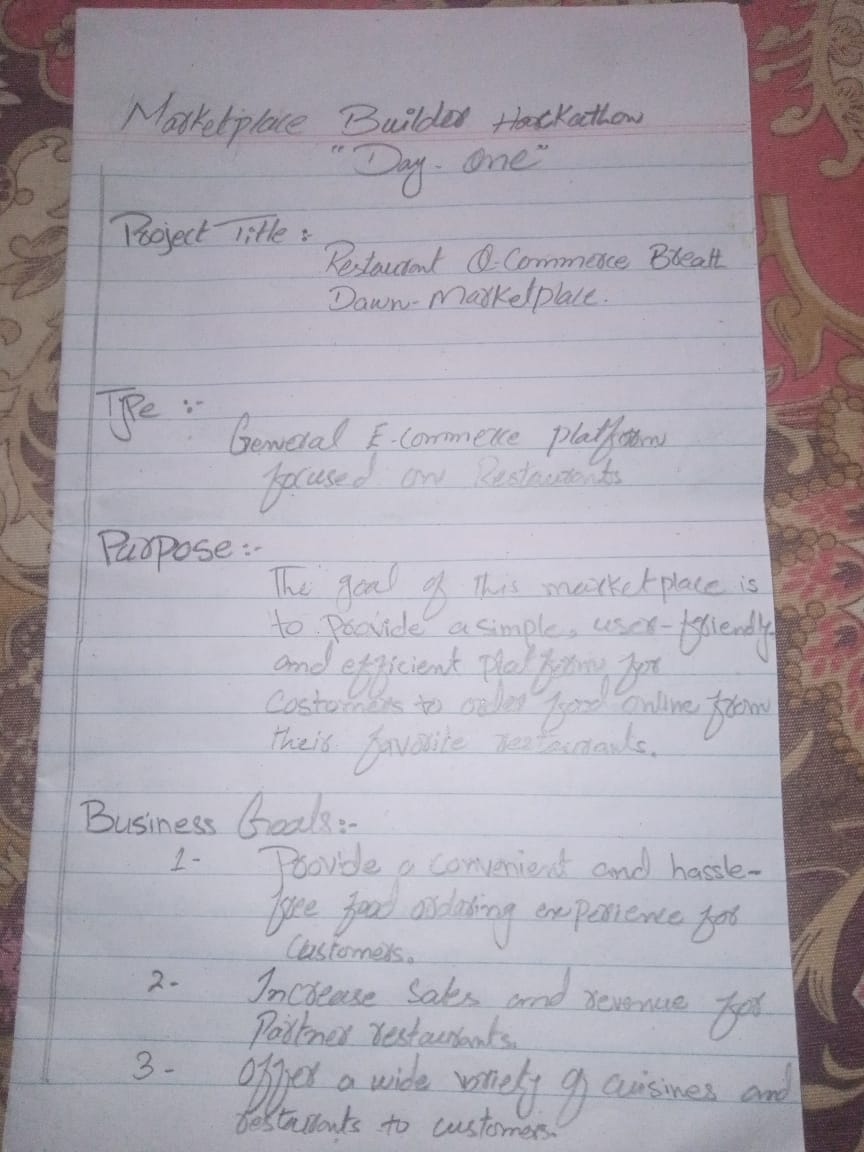 Marketplace Builder Hackathon
"Day-One"
Project Title :
Restaurant Q-Commerce Breatt
Dawn-Marketplace.
Type :-
General E-Commerce platform
focused on Restaurants
Purpose :-
The goal of this marketplace is
to Provide a simple, user-friendly
and efficient platform for
Costomers to order food online from
their favorite restaurants.
Business Goals:-
1- Provide a convenient and hassle-
free food ordaring experience for
Customers.
2- Increase Sales and revenue for
Partner restaurants.
3- Offer a wide variety of cuisines and
restaurants to customers.